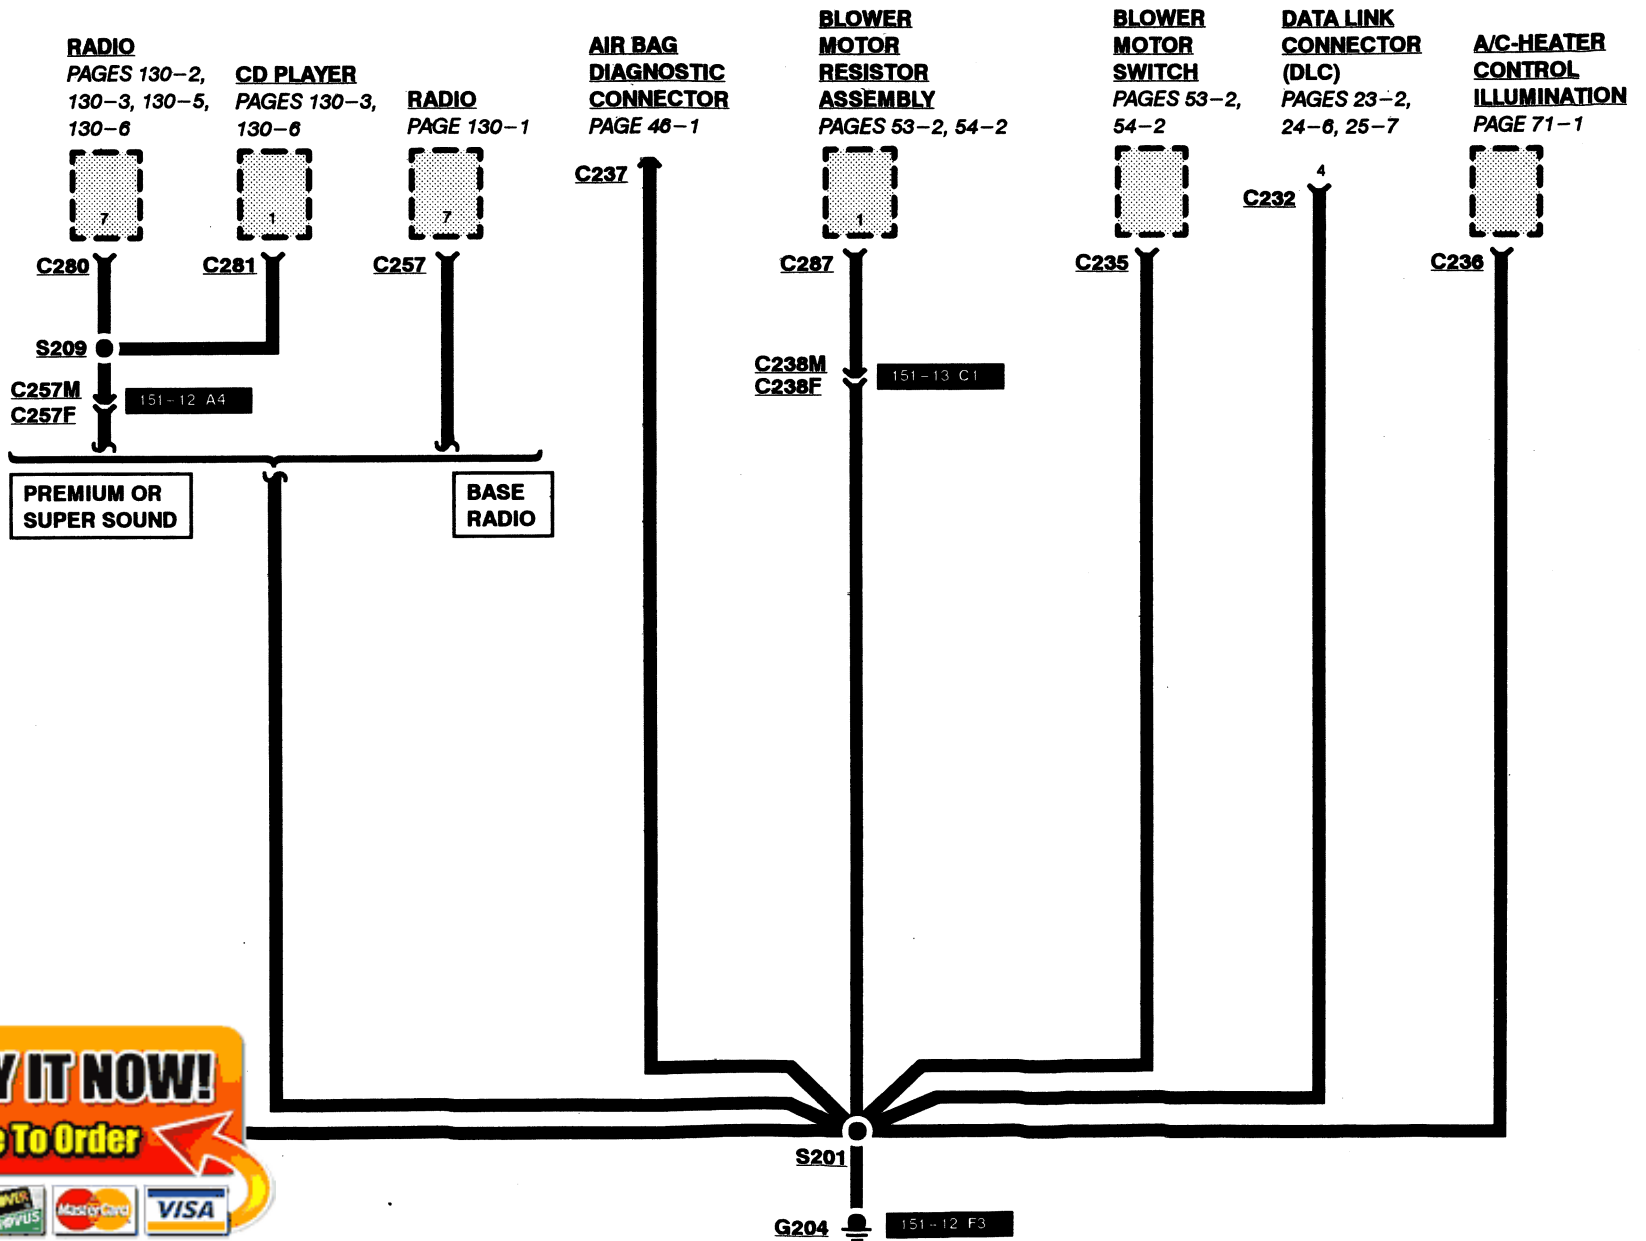 RADIO
PAGES 130-2,
130-3, 130-5,
130-6
CD PLAYER
PAGES 130-3,
130-6
RADIO
PAGE 130-1
AIR BAG
DIAGNOSTIC
CONNECTOR
PAGE 46-1
BLOWER
MOTOR
RESISTOR
ASSEMBLY
PAGES 53-2, 54-2
BLOWER
MOTOR
SWITCH
PAGES 53-2,
54-2
DATA LINK
CONNECTOR
(DLC)
PAGES 23-2,
24-6, 25-7
A/C-HEATER
CONTROL
ILLUMINATION
PAGE 71-1
7
1
7
1
4
C237
C232
C280
C281
C257
C287
C235
C236
S209
C257M
C257F
151-12 A4
C238M
C238F
151-13 C1
PREMIUM OR
SUPER SOUND
BASE
RADIO
Y IT NOW!
To Order
MasterCard
VISA
S201
G204
151-12 F3